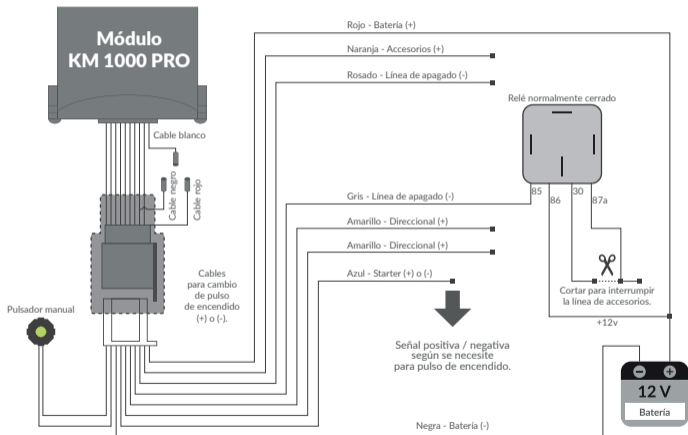 Módulo
KM 1000 PRO
Rojo - Batería (+)
Naranja - Accesorios (+)
Rosado - Línea de apagado (-)
Relé normalmente cerrado
Cable blanco
Cable negro
Cable rojo
85
86
30
87a
Gris - Línea de apagado (-)
Amarillo - Direccional (+)
Amarillo - Direccional (+)
Azul - Starter (+) o (-)
Cables
para cambio
de pulso
de encendido
(+) o (-).
Cortar para interrumpir
la línea de accesorios.
+12v
Pulsador manual
Señal positiva / negativa
según se necesite
para pulso de encendido.
12 V
Batería
Negra - Batería (-)